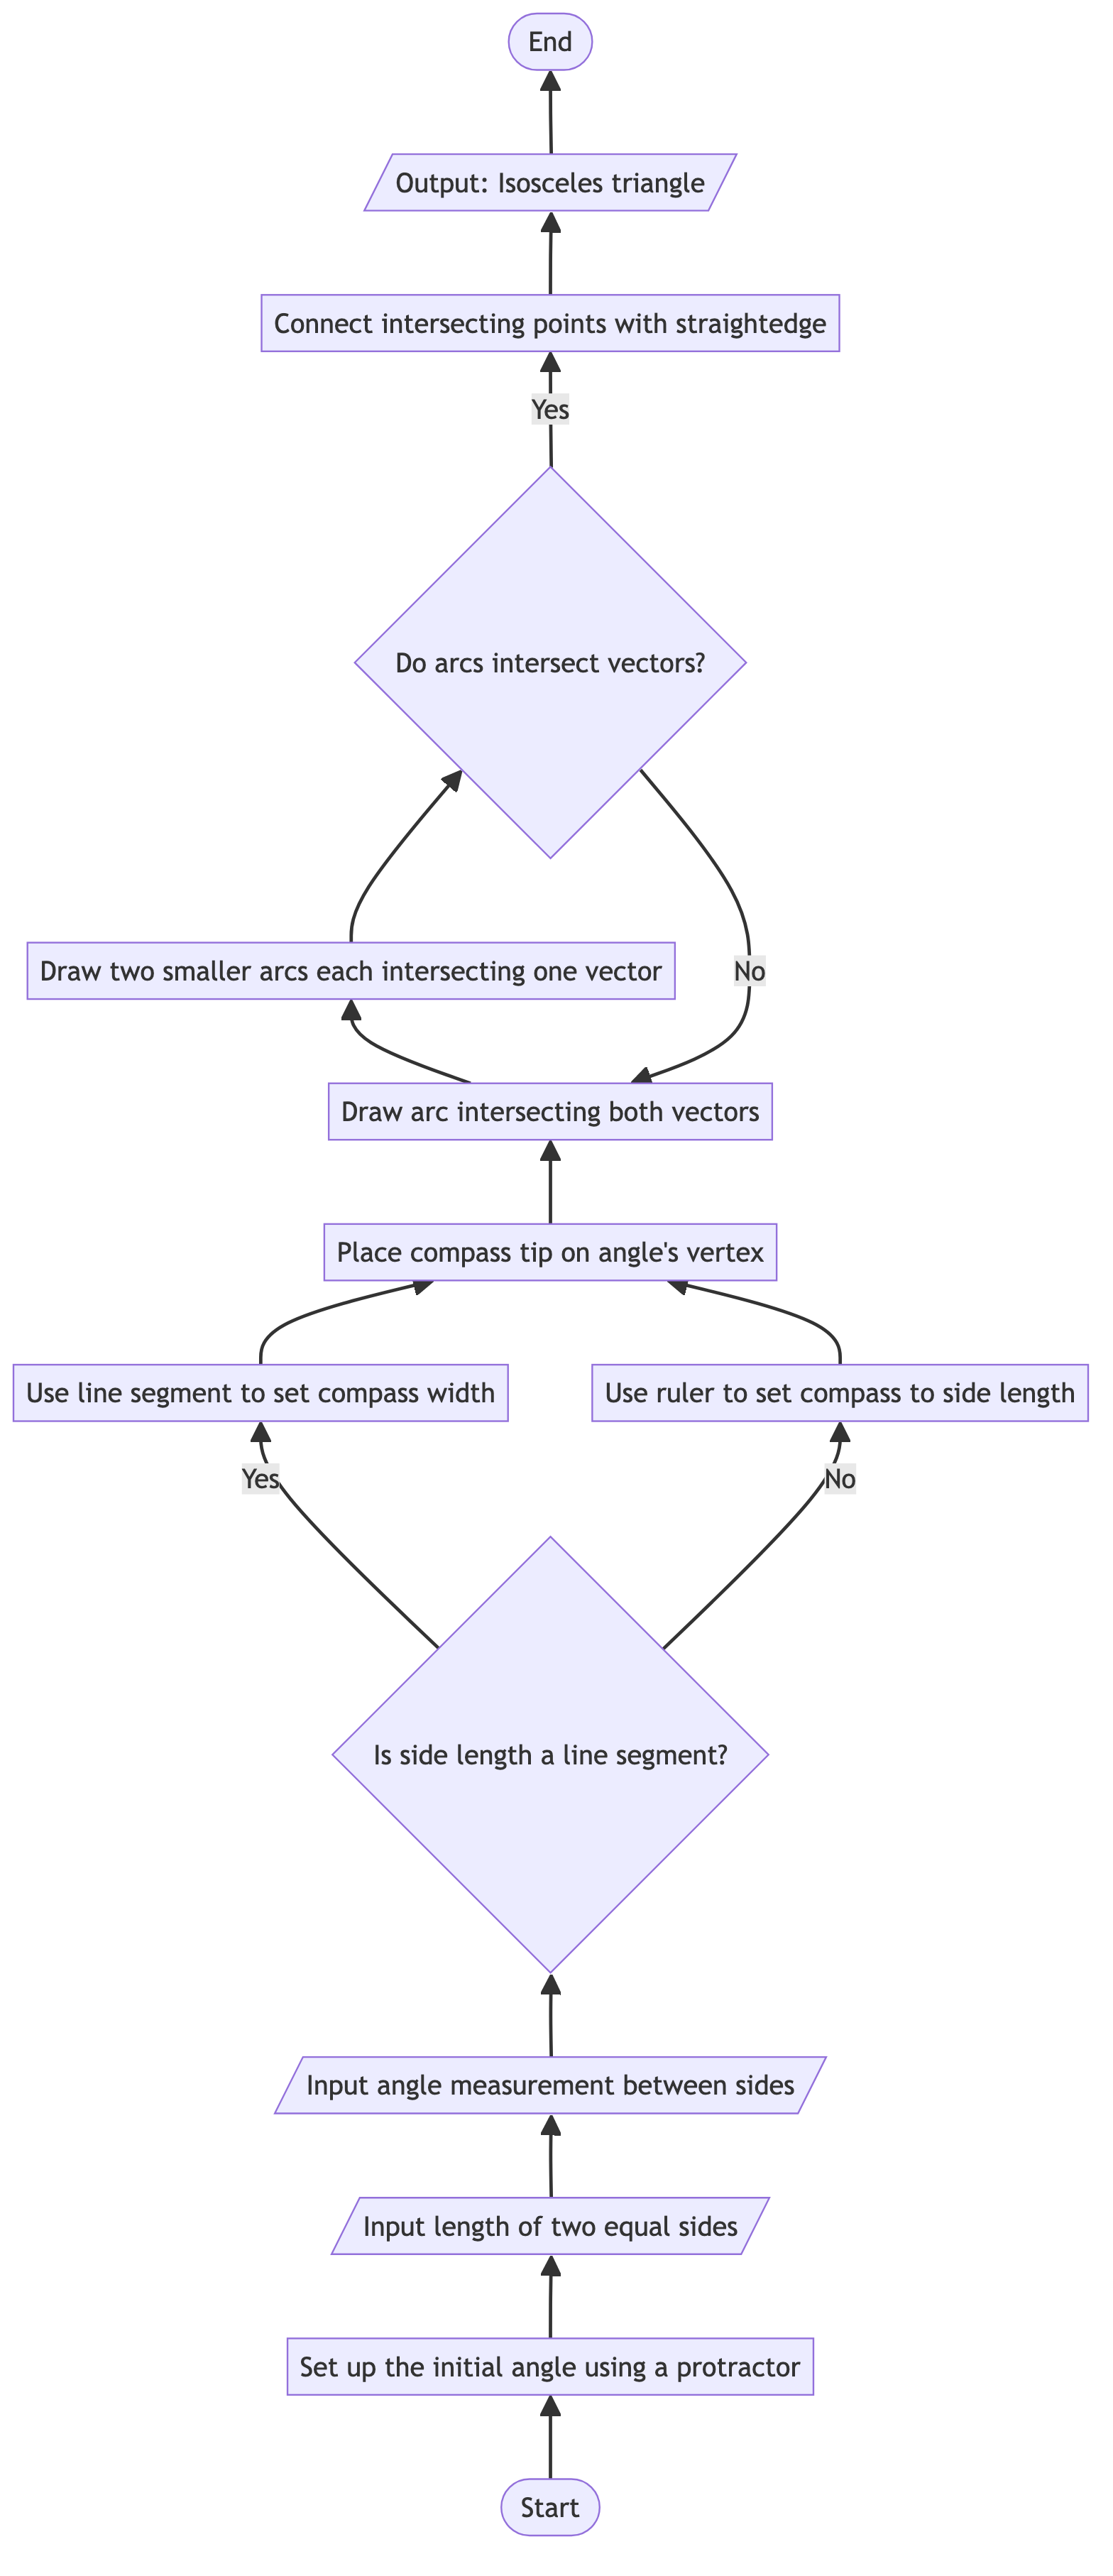 End
Output: Isosceles triangle
Connect intersecting points with straightedge
Yes
Do arcs intersect vectors?
Draw two smaller arcs each intersecting one vector
No
Draw arc intersecting both vectors
Place compass tip on angle's vertex
Use line segment to set compass width
Use ruler to set compass to side length
Yes
No
Is side length a line segment?
Input angle measurement between sides
Input length of two equal sides
Set up the initial angle using a protractor
Start